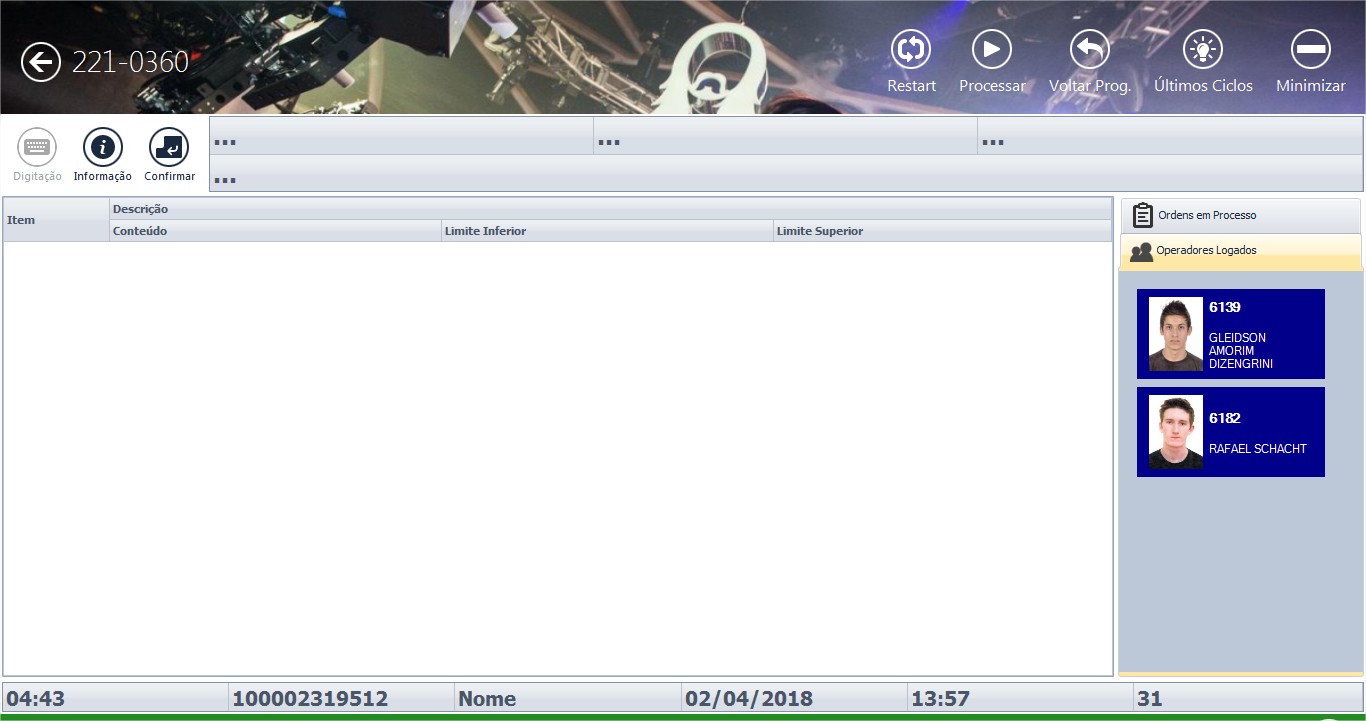 221-0360
Restart
Processar
Voltar Prog.
Últimos Ciclos
Minimizar
Digitação
Informação
Confirmar
...
...
...
...
Item
Descrição
Conteúdo
Limite Inferior
Limite Superior
Ordens em Processo
Operadores Logados
6139
GLEIDSON
AMORIM
DIZENGRINI
6182
RAFAEL SCHACHT
04:43
100002319512
Nome
02/04/2018
13:57
31